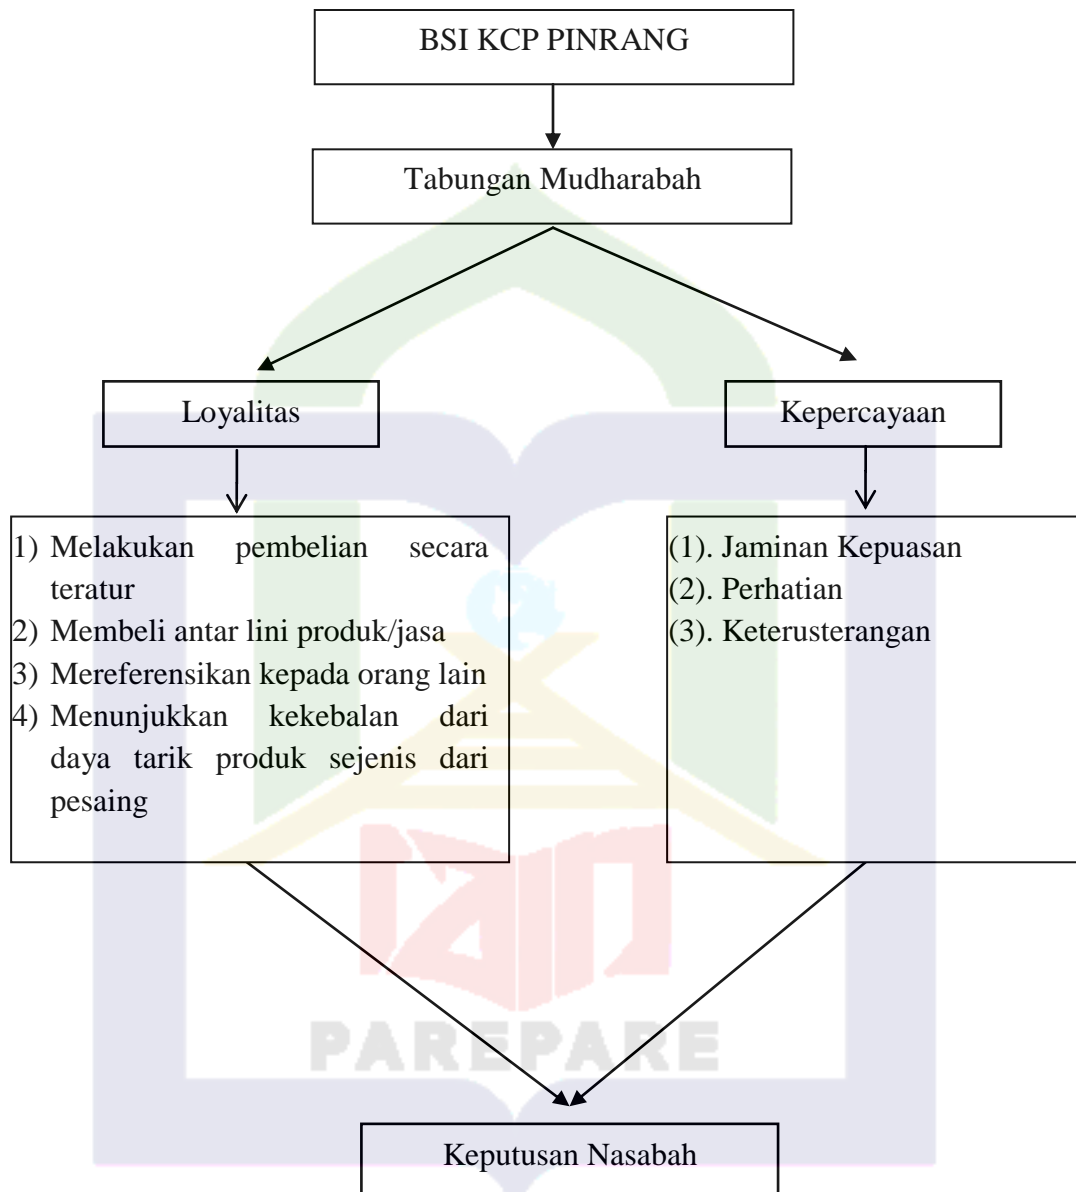 BSI KCP PINRANG
Tabungan Mudharabah
Loyalitas
Kepercayaan
1) Melakukan pembelian secara
teratur
2) Membeli antar lini produk/jasa
3) Mereferensikan kepada orang lain
4) Menunjukkan kekebalan dari
daya tarik produk sejenis dari
pesaing
(1). Jaminan Kepuasan
(2). Perhatian
(3). Keterusterangan
IAIN
PAREPARE
Keputusan Nasabah